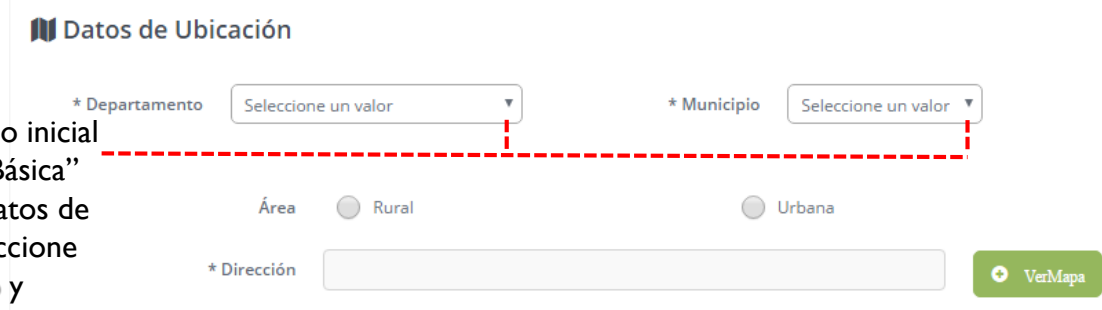 Datos de Ubicación
* Departamento Seleccione un valor * Municipio Seleccione un valor
o inicial
Básica”
atos de
ccione
y
Área Rural Urbana
* Dirección VerMapa